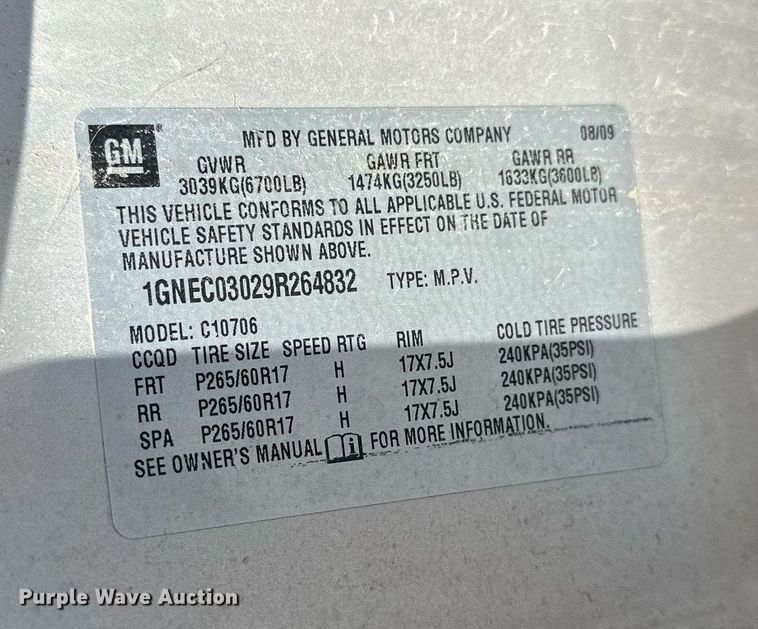 GM®
MFD BY GENERAL MOTORS COMPANY 08/09
GVWR GAWR FRT GAWR RR
3039KG(6700LB) 1474KG(3250LB) 1633KG(3600LB)
THIS VEHICLE CONFORMS TO ALL APPLICABLE U.S. FEDERAL MOTOR
VEHICLE SAFETY STANDARDS IN EFFECT ON THE DATE OF
MANUFACTURE SHOWN ABOVE.
1GNEC03029R264832 TYPE: M.P.V.
MODEL: C10706
CCQD TIRE SIZE SPEED RTG RIM COLD TIRE PRESSURE
FRT P265/60R17 H 17X7.5J 240KPA(35PSI)
RR P265/60R17 H 17X7.5J 240KPA(35PSI)
SPA P265/60R17 H 17X7.5J 240KPA(35PSI)
SEE OWNER'S MANUAL i FOR MORE INFORMATION.
Purple Wave Auction